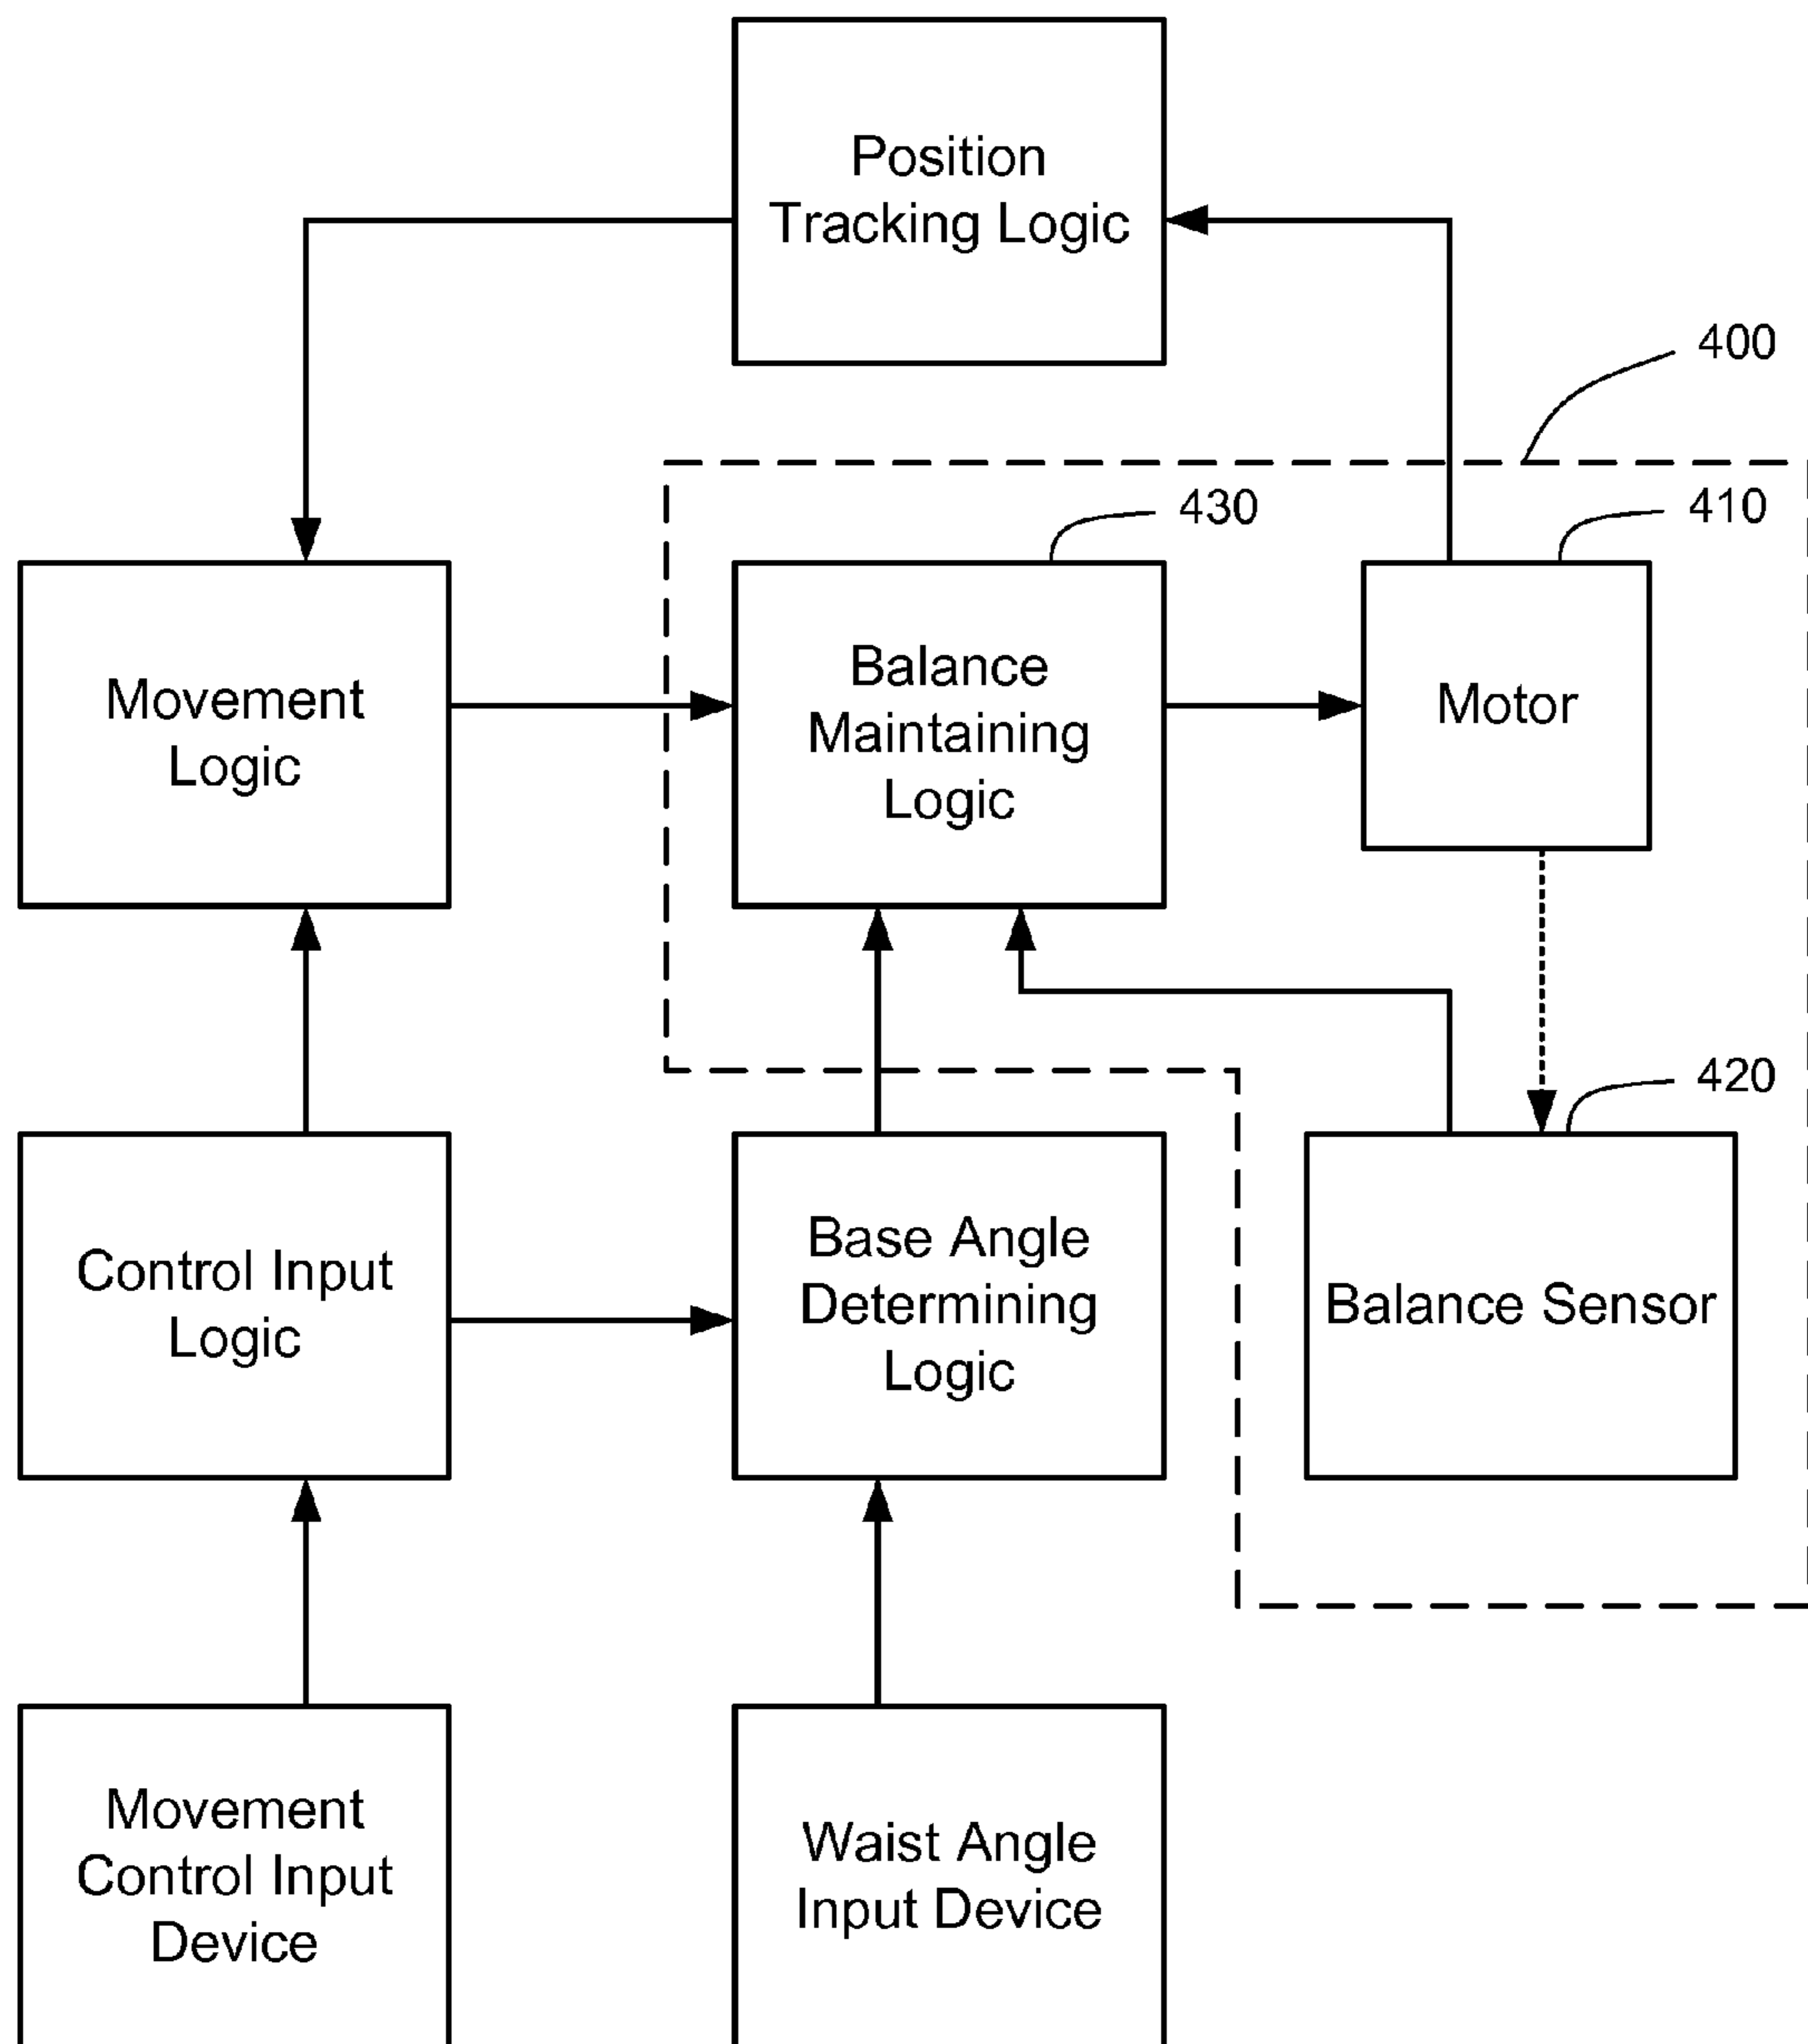 Position
Tracking Logic
400
430
410
Movement
Logic
Balance
Maintaining
Logic
Motor
420
Control Input
Logic
Base Angle
Determining
Logic
Balance Sensor
Movement
Control Input
Device
Waist Angle
Input Device